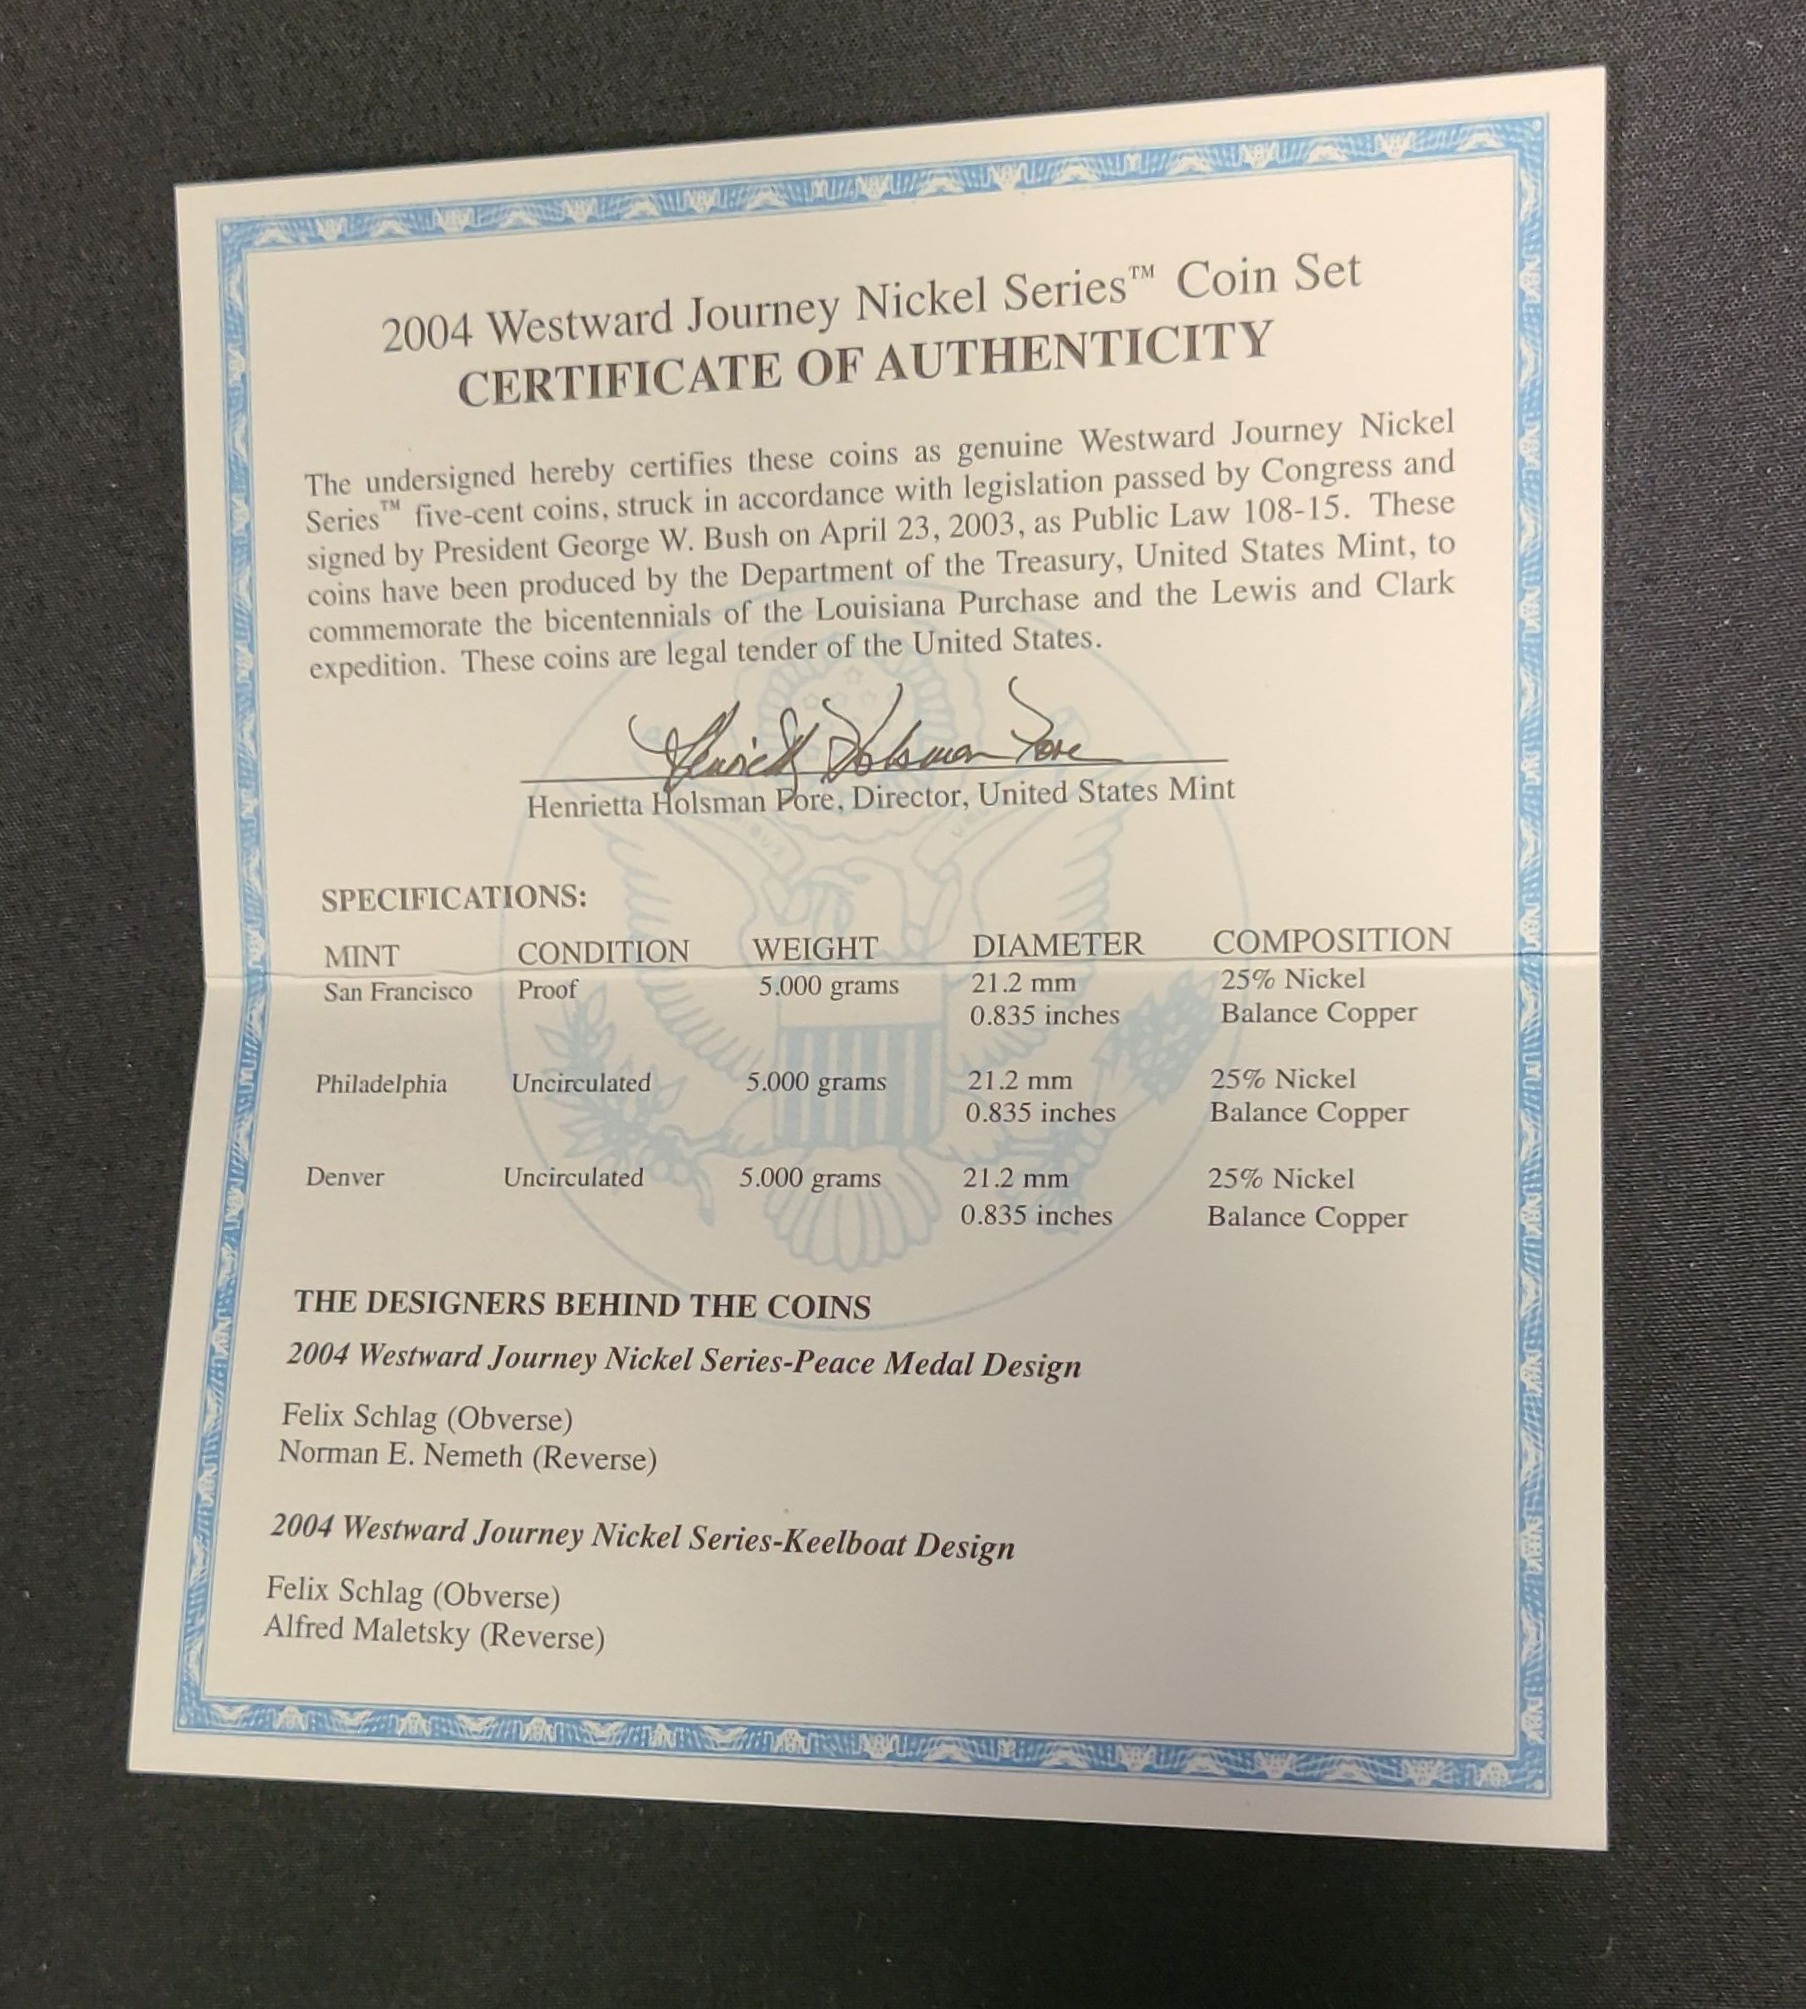 2004 Westward Journey Nickel Series™ Coin Set
CERTIFICATE OF AUTHENTICITY
The undersigned hereby certifies these coins as genuine Westward Journey Nickel
Series™ five-cent coins, struck in accordance with legislation passed by Congress and
signed by President George W. Bush on April 23, 2003, as Public Law 108-15. These
coins have been produced by the Department of the Treasury, United States Mint, to
commemorate the bicentennials of the Louisiana Purchase and the Lewis and Clark
expedition. These coins are legal tender of the United States.
Henrietta Holsman Fore
Henrietta Holsman Fore, Director, United States Mint
SPECIFICATIONS:
MINT CONDITION WEIGHT DIAMETER COMPOSITION
San Francisco Proof 5.000 grams 21.2 mm 25% Nickel
0.835 inches Balance Copper
Philadelphia Uncirculated 5.000 grams 21.2 mm 25% Nickel
0.835 inches Balance Copper
Denver Uncirculated 5.000 grams 21.2 mm 25% Nickel
0.835 inches Balance Copper
THE DESIGNERS BEHIND THE COINS
2004 Westward Journey Nickel Series-Peace Medal Design
Felix Schlag (Obverse)
Norman E. Nemeth (Reverse)
2004 Westward Journey Nickel Series-Keelboat Design
Felix Schlag (Obverse)
Alfred Maletsky (Reverse)